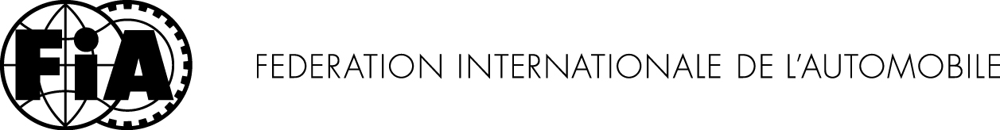 FiA FEDERATION INTERNATIONALE DE L'AUTOMOBILE